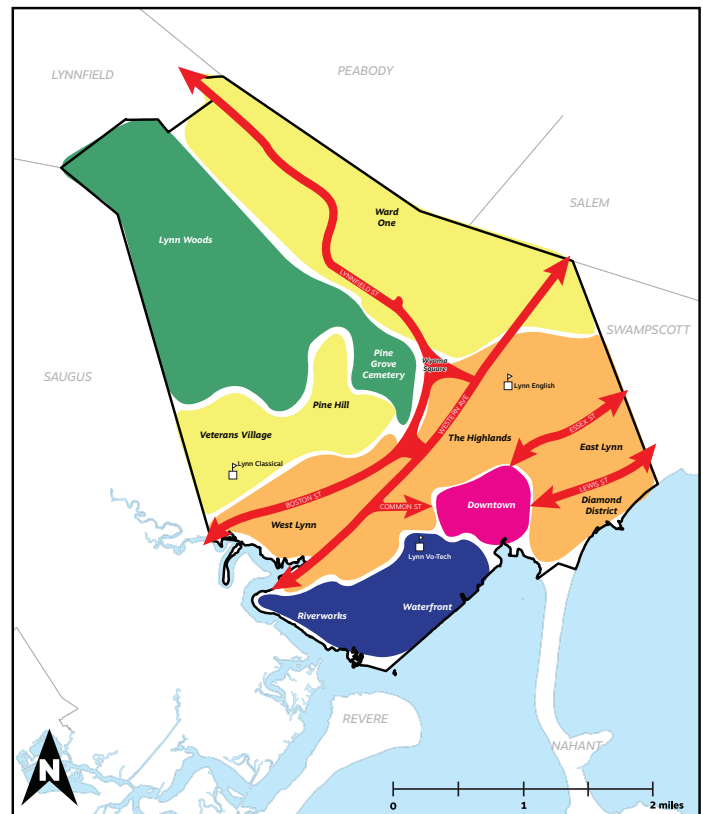 LYNNFIELD
PEABODY
SALEM
Ward
One
Lynn Woods
LYNNFIELD ST
SWAMPSCOTT
Pine
Grove
Cemetery
Wyoma
Square
SAUGUS
Lynn English
Pine Hill
WESTERN AVE
Veterans Village
The Highlands
ESSEX ST
East Lynn
Lynn Classical
LEWIS ST
BOSTON ST
Diamond
District
West Lynn
COMMON ST
Downtown
Lynn Vo-Tech
Riverworks
Waterfront
REVERE
NAHANT
N
0
1
2 miles